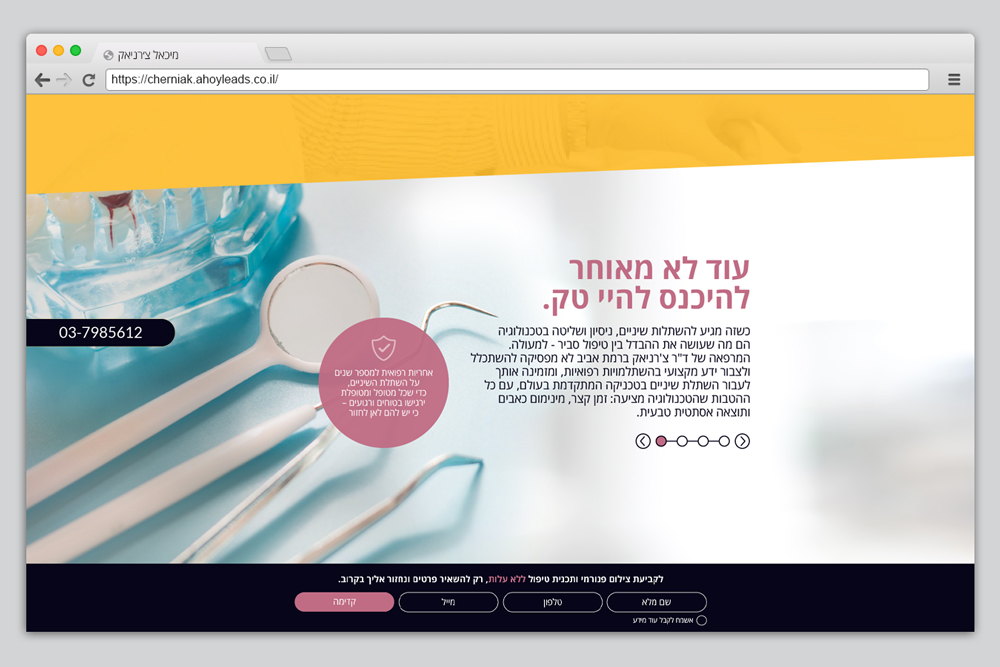 מיכאל צ'רניאק
https://cherniak.ahoyleads.co.il/
עוד לא מאוחר
להיכנס להיי טק.
03-7985612
כשזה מגיע להשתלות שיניים, ניסיון ושליטה בטכנולוגיה
הם מה שעושה את ההבדל בין טיפול סביר - למעולה.
המרפאה של ד"ר צ'רניאק ברמת אביב לא מפסיקה להשתכלל
ולצבור ידע מקצועי בהשתלמויות רפואיות, ומזמינה אותך
לעבור השתלת שיניים בטכניקה המתקדמת בעולם, עם כל
ההטבות שהטכנולוגיה מציעה: זמן קצר, מינימום כאבים
ותוצאה אסתטית טבעית.
אחריות רפואית למספר שנים
על השתלת השיניים,
כדי שכל מטופל ומטופלת
ירגישו בטוחים ורגועים –
כי יש להם לאן לחזור
לקביעת צילום פנורמי ותכנית טיפול ללא עלות, רק להשאיר פרטים ונחזור אליך בקרוב.
שם מלא
טלפון
מייל
קדימה
אשמח לקבל עוד מידע